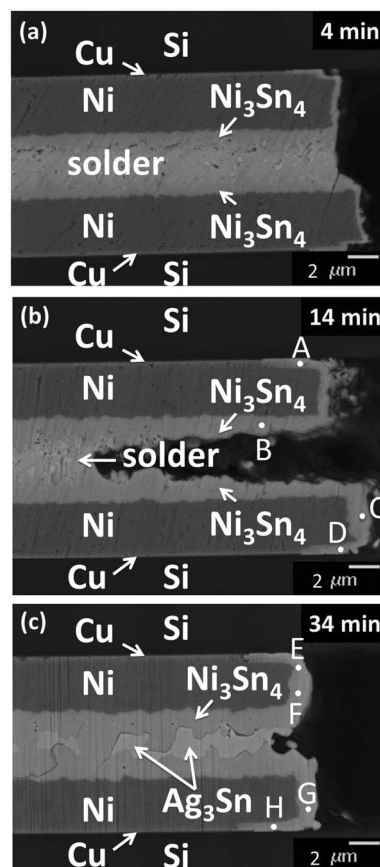 (a) Si 4 min
Cu
Ni Ni₃Sn₄
solder
Ni Ni₃Sn₄
Cu Si
2 μm
(b) Si 14 min
Cu A
Ni Ni₃Sn₄
B
solder
C
Ni Ni₃Sn₄ D
Cu Si
2 μm
(c) Si 34 min
Cu E
Ni Ni₃Sn₄
F
Ag₃Sn
Ni H G
Cu Si
2 μm